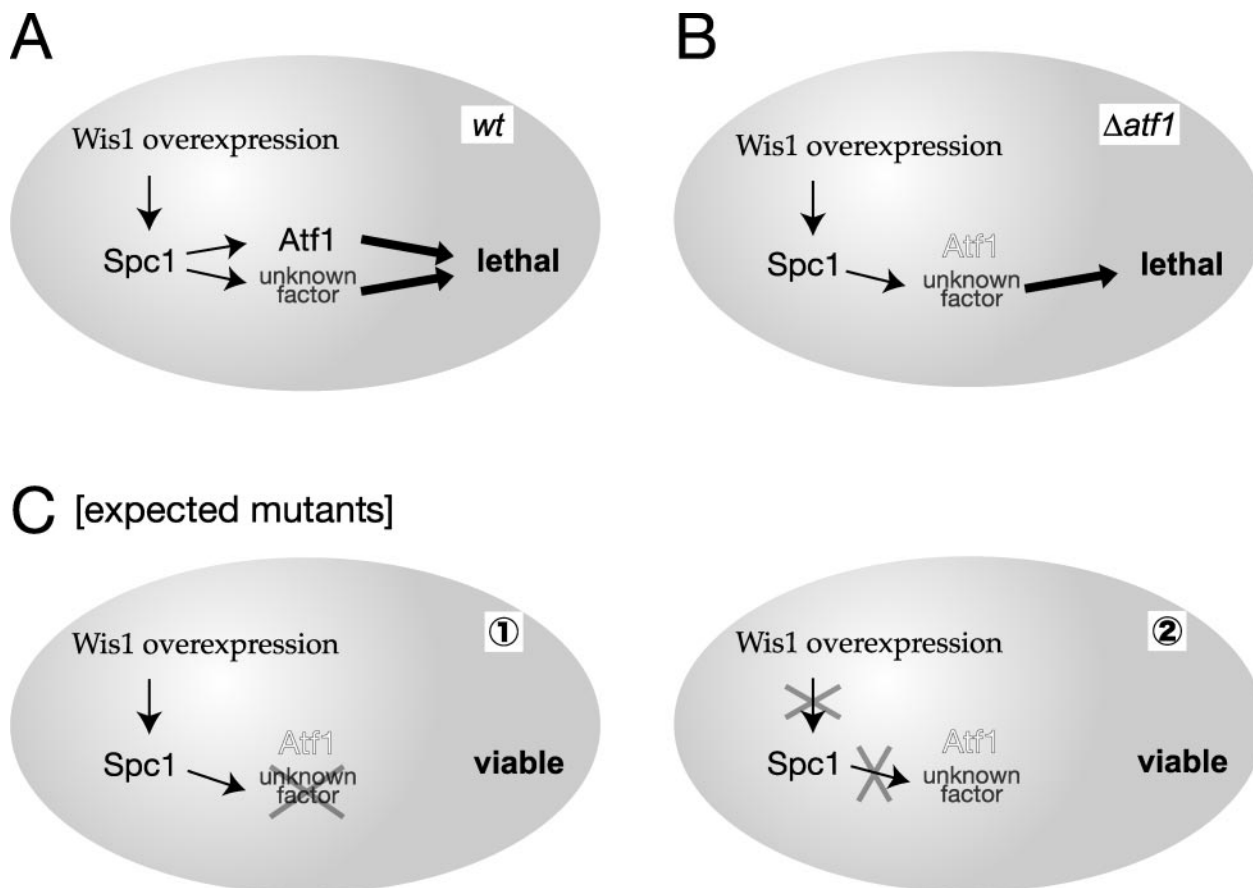 A
wt
Wis1 overexpression
Spc1
Atf1
unknown
factor
lethal
B
Δatf1
Wis1 overexpression
Spc1
Atf1
unknown
factor
lethal
C [expected mutants]
①
Wis1 overexpression
Spc1
Atf1
unknown
factor
viable
②
Wis1 overexpression
Spc1
Atf1
unknown
factor
viable